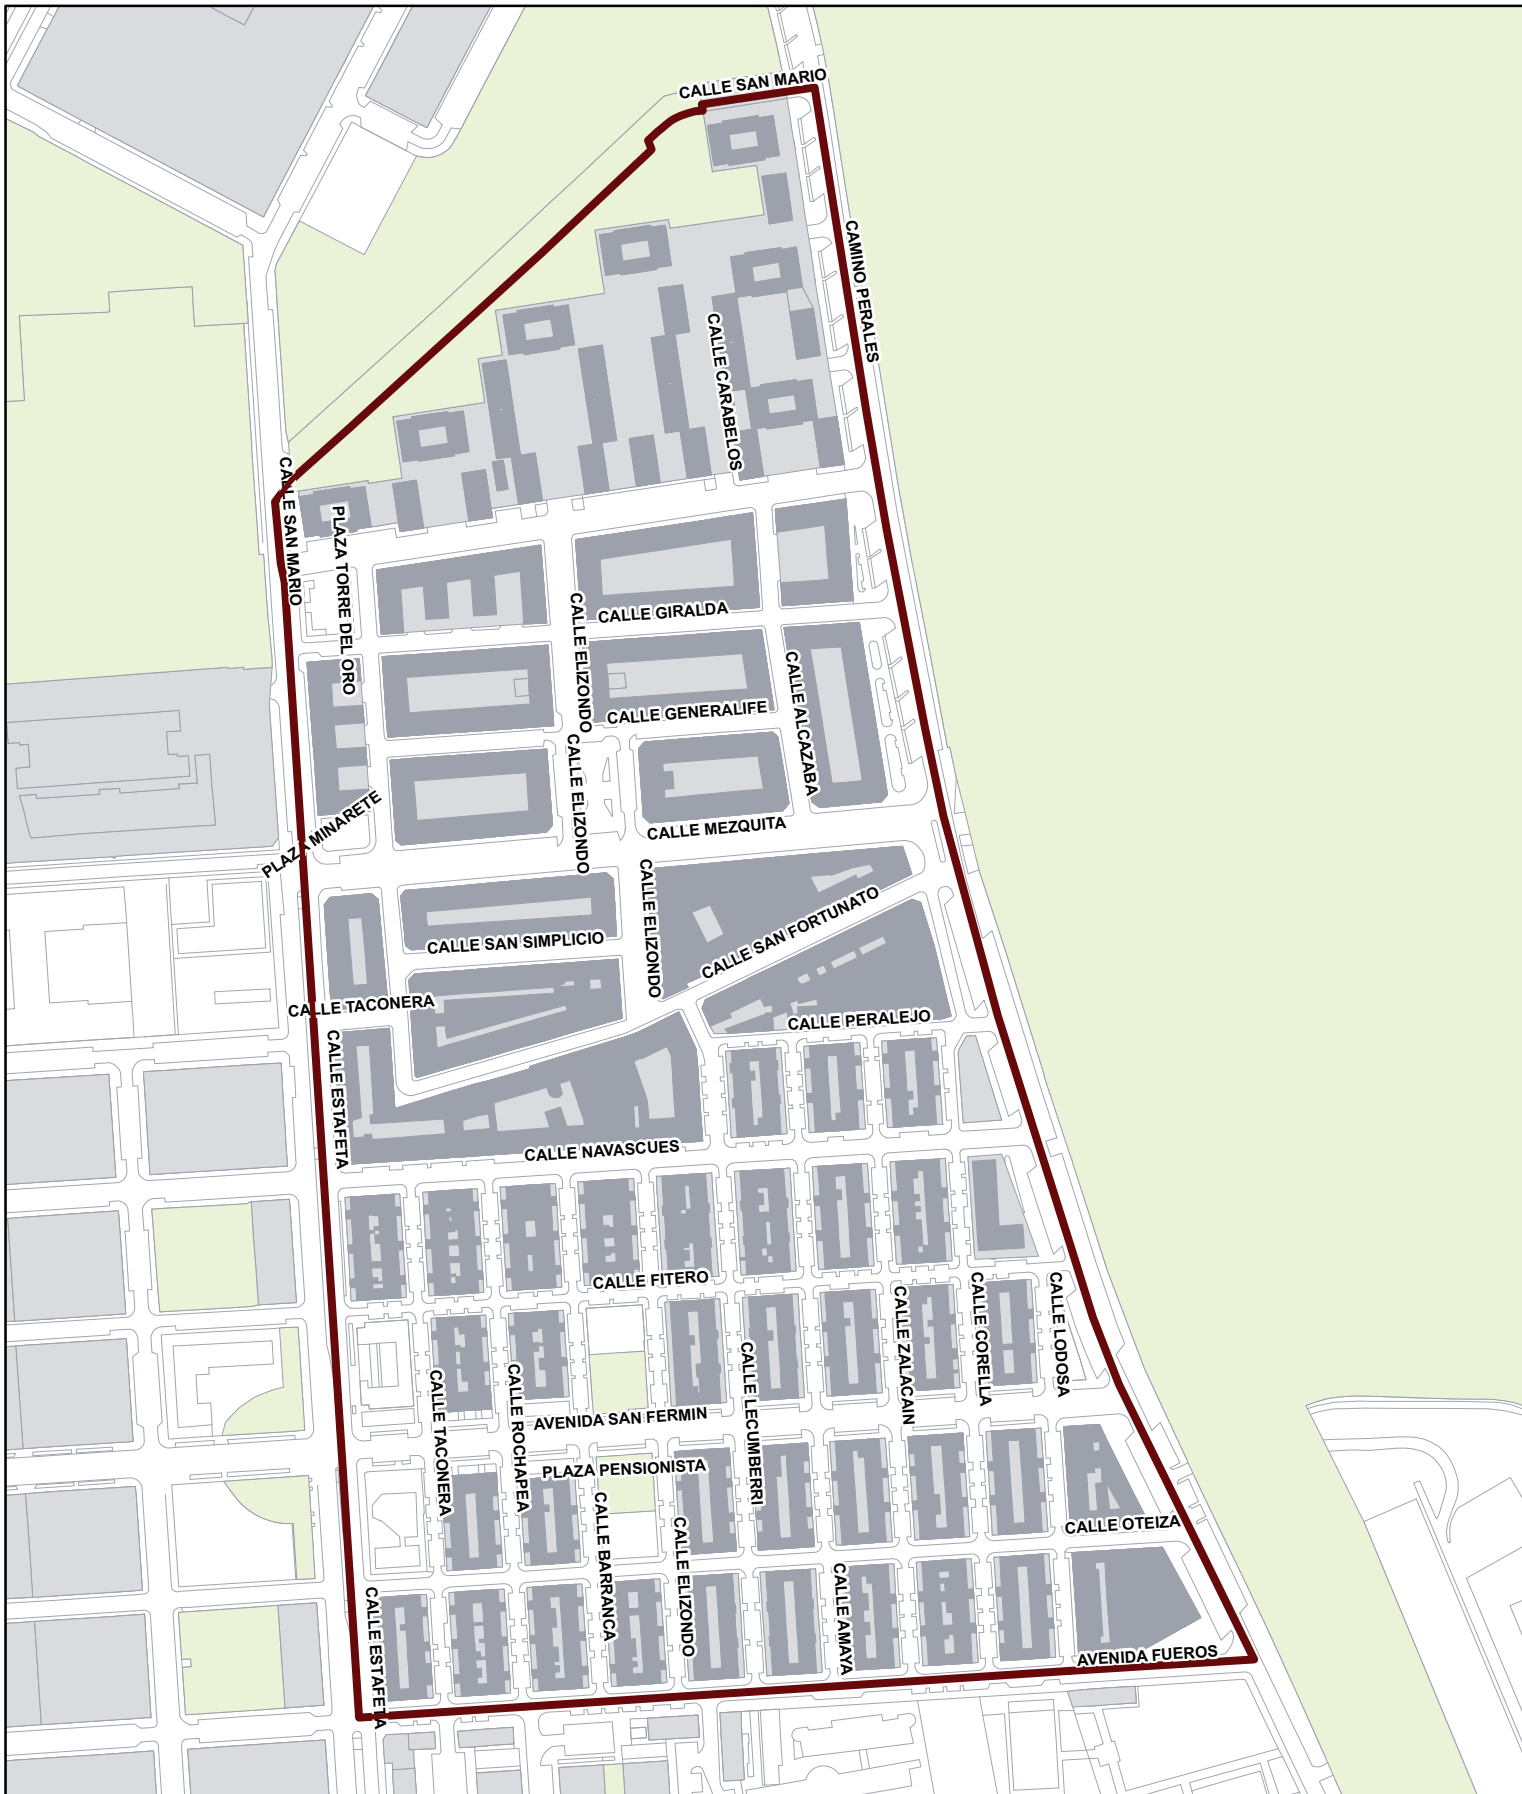 CALLE SAN MARIO
CAMINO PERALES
CALLE CARABELOS
CALLE SAN MARIO
PLAZA TORRE DEL ORO
CALLE ELIZONDO
CALLE GIRALDA
CALLE GENERALIFE
CALLE ALCAZABA
CALLE ELIZONDO
PLAZA MINARETE
CALLE MEZQUITA
CALLE ELIZONDO
CALLE SAN FORTUNATO
CALLE SAN SIMPLICIO
CALLE TACONERA
CALLE PERALEJO
CALLE ESTAFETA
CALLE NAVASCUES
CALLE FITERO
CALLE ZALACAIN
CALLE CORELLA
CALLE LODOSA
CALLE TACONERA
CALLE ROCHAPEA
CALLE LECUMBERRI
AVENIDA SAN FERMIN
PLAZA PENSIONISTA
CALLE BARRANCA
CALLE ELIZONDO
CALLE OTEIZA
CALLE AMAYA
CALLE ESTAFETA
AVENIDA FUEROS